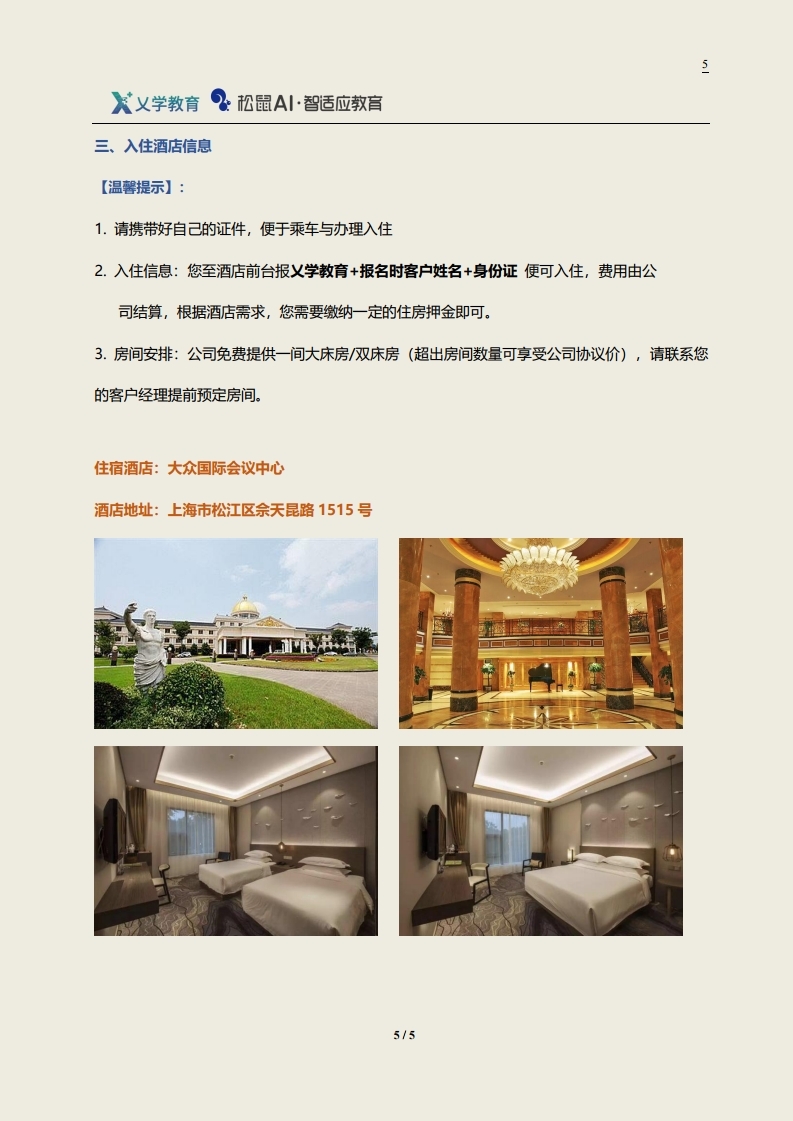 5
乂学教育 松鼠AI·智适应教育
三、入住酒店信息
【温馨提示】:
1. 请携带好自己的证件，便于乘车与办理入住
2. 入住信息：您至酒店前台报乂学教育+报名时客户姓名+身份证 便可入住，费用由公
司结算，根据酒店需求，您需要缴纳一定的住房押金即可。
3. 房间安排：公司免费提供一间大床房/双床房（超出房间数量可享受公司协议价），请联系您
的客户经理提前预定房间。
住宿酒店：大众国际会议中心
酒店地址：上海市松江区佘天昆路 1515 号
5 / 5